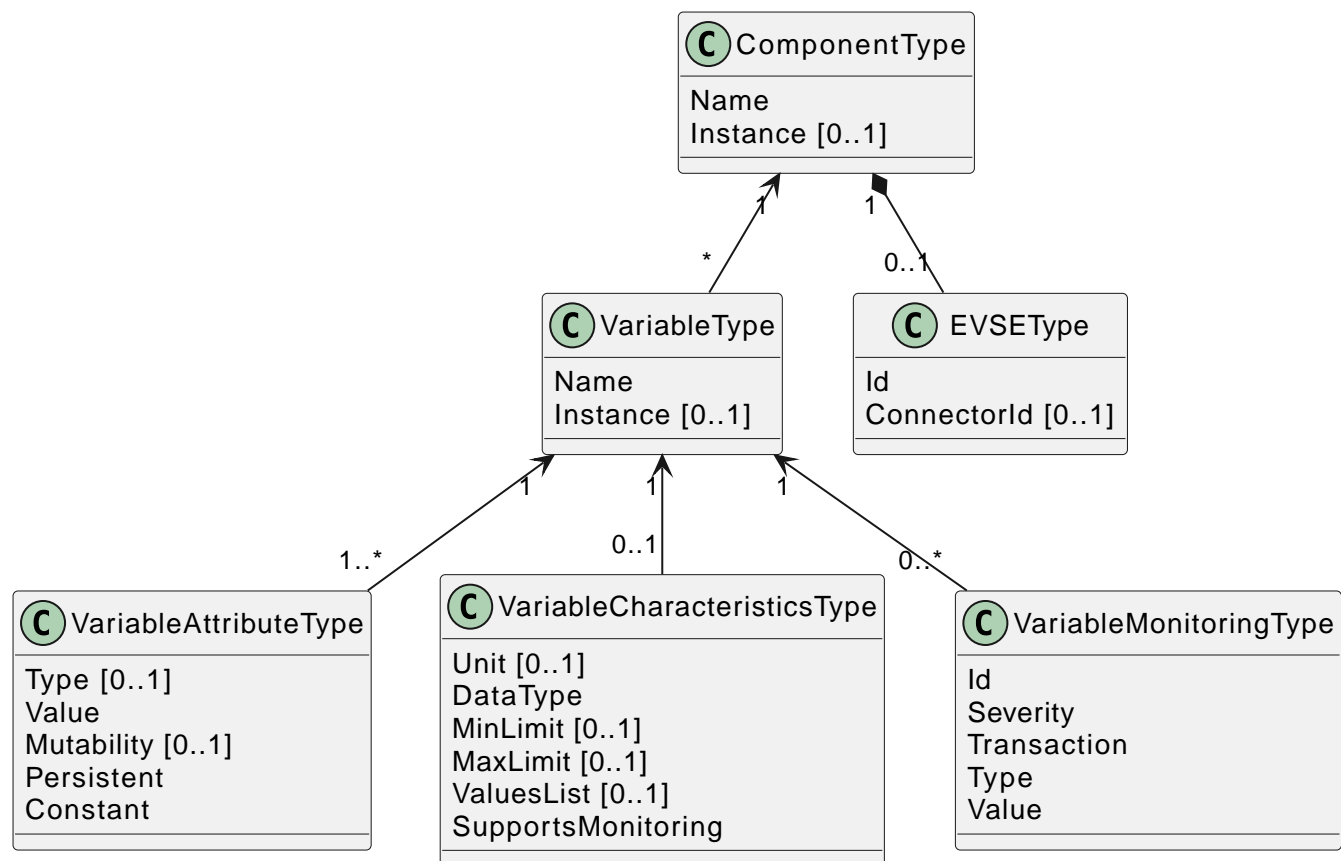 C ComponentType
Name
Instance [0..1]
1
1
*
0..1
C VariableType
Name
Instance [0..1]
C EVSEType
Id
ConnectorId [0..1]
1
1
1
1..*
0..1
0..*
C VariableAttributeType
Type [0..1]
Value
Mutability [0..1]
Persistent
Constant
C VariableCharacteristicsType
Unit [0..1]
DataType
MinLimit [0..1]
MaxLimit [0..1]
ValuesList [0..1]
SupportsMonitoring
C VariableMonitoringType
Id
Severity
Transaction
Type
Value